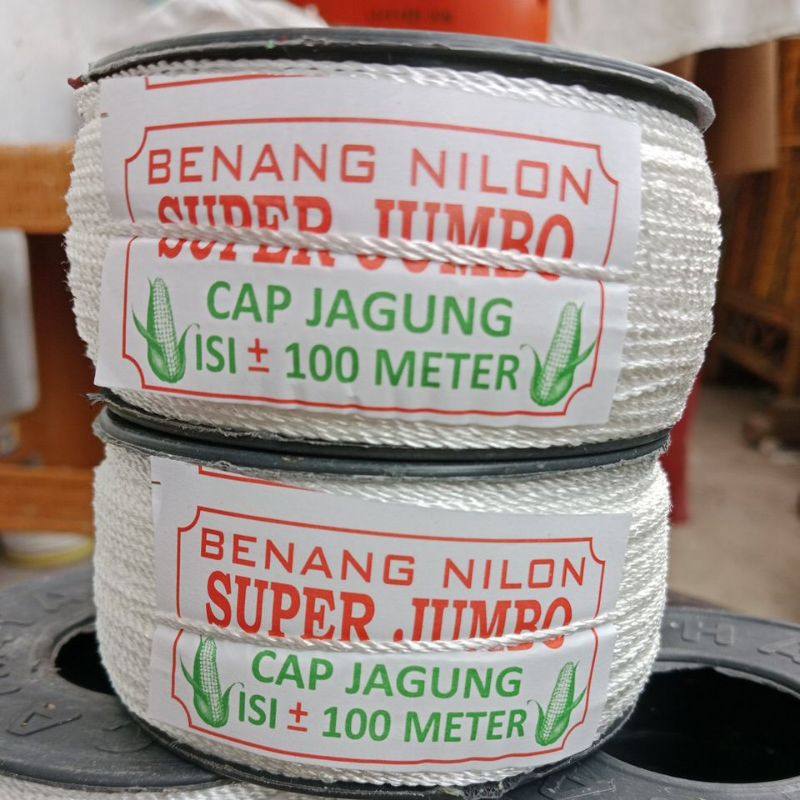 BENANG NILON
SUPER JUMBO
CAP JAGUNG
ISI ± 100 METER
BENANG NILON
SUPER JUMBO
CAP JAGUNG
ISI ± 100 METER